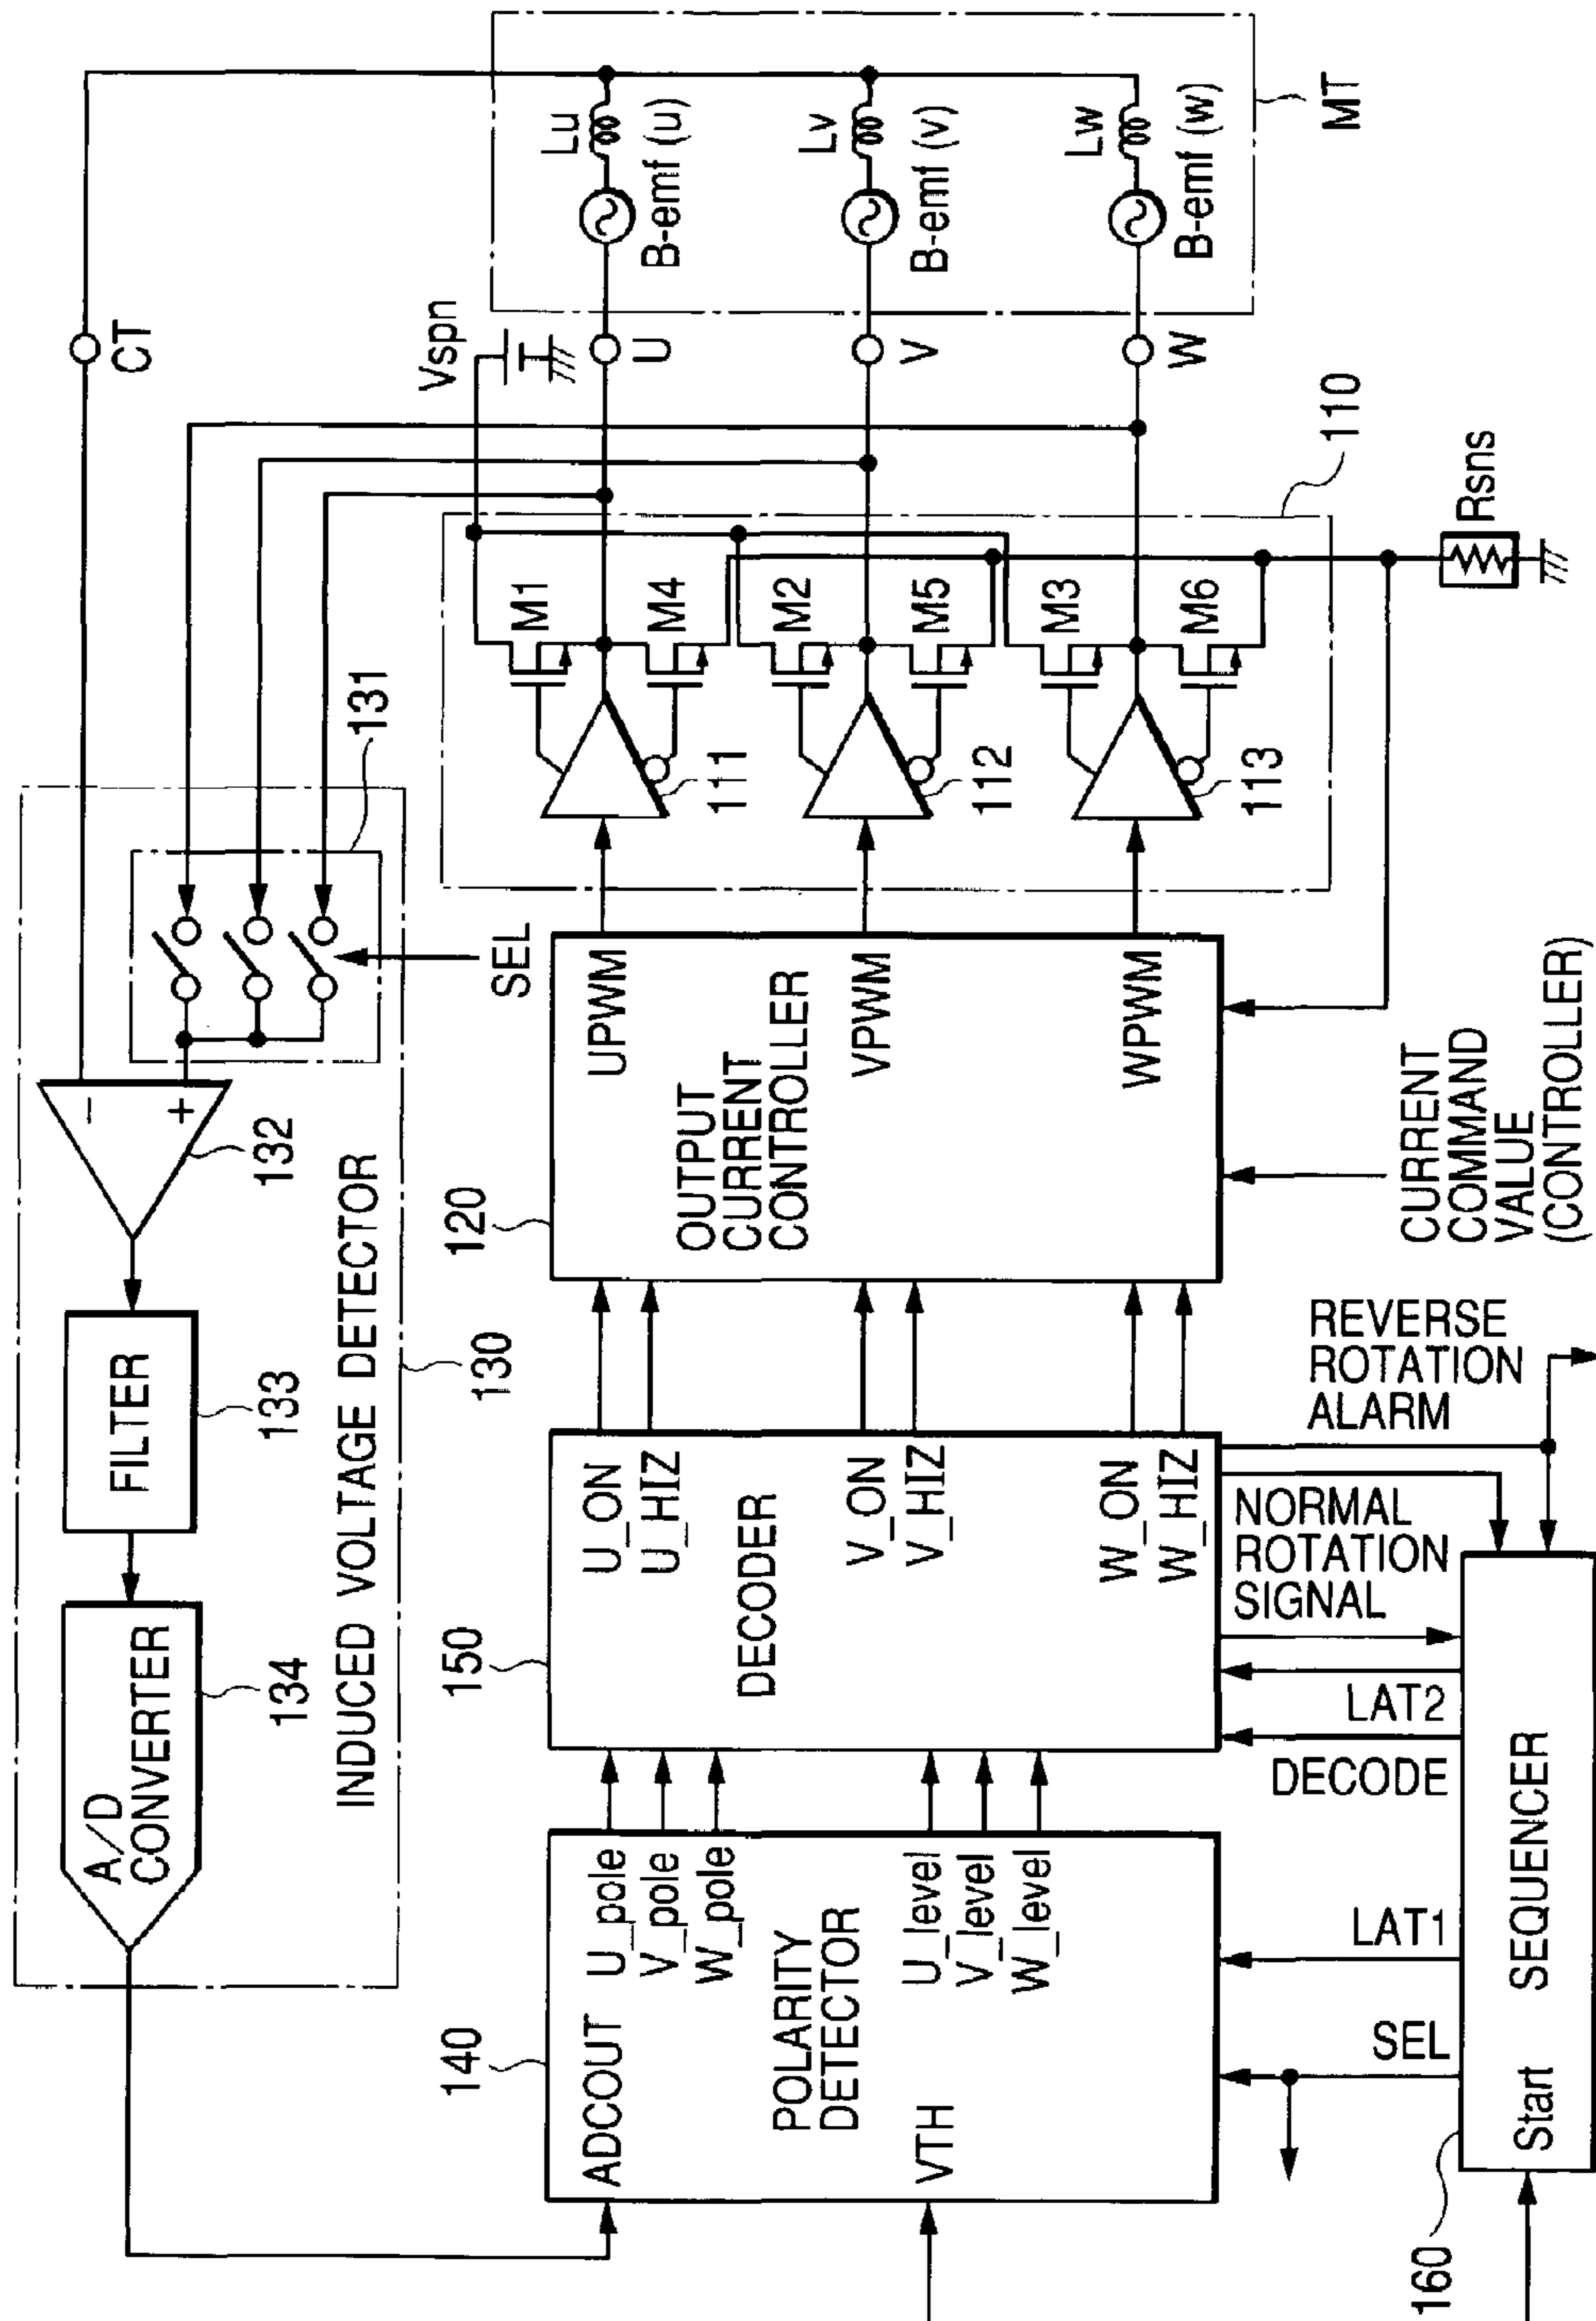 INDUCED VOLTAGE DETECTOR
130
A/D
CONVERTER
134
FILTER
133
132
−
+
131
SEL
CT
Vspn
Lu
B-emf (u)
Lv
B-emf (v)
Lw
B-emf (w)
MT
U
V
W
110
M1
M4
M2
M5
M3
M6
111
112
113
Rsns
140
ADCOUT
POLARITY
DETECTOR
VTH
U_pole
V_pole
W_pole
U_level
V_level
W_level
150
DECODER
U_ON
U_HIZ
V_ON
V_HIZ
W_ON
W_HIZ
120
OUTPUT
CURRENT
CONTROLLER
UPWM
VPWM
WPWM
CURRENT
COMMAND
VALUE
(CONTROLLER)
REVERSE
ROTATION
ALARM
NORMAL
ROTATION
SIGNAL
LAT2
DECODE
LAT1
SEL
160
Start
SEQUENCER